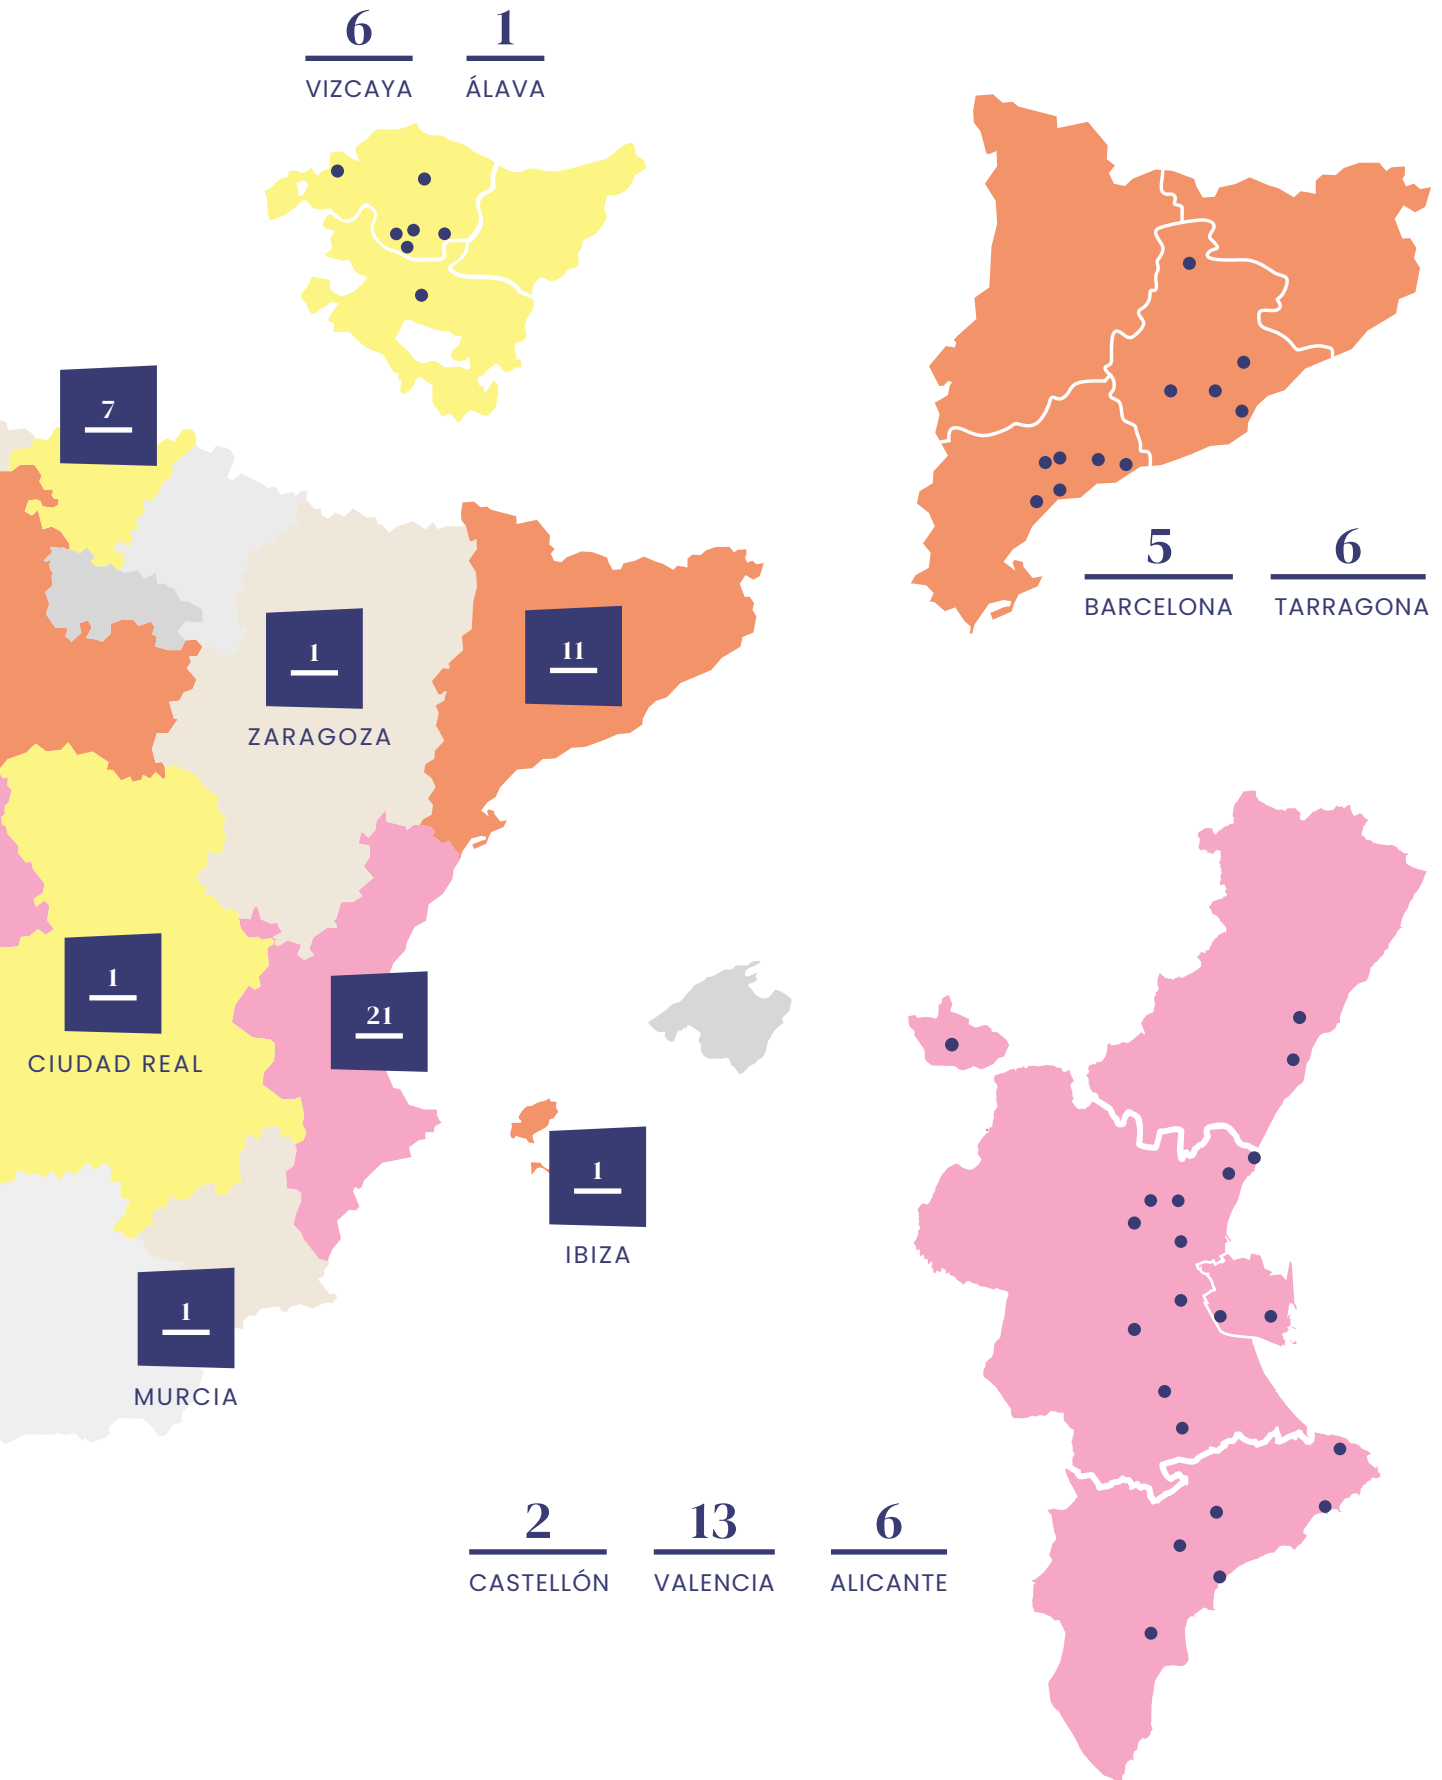 6 1
VIZCAYA ÁLAVA
7
5 6
BARCELONA TARRAGONA
1
ZARAGOZA
11
1
CIUDAD REAL
21
1
IBIZA
1
MURCIA
2 13 6
CASTELLÓN VALENCIA ALICANTE